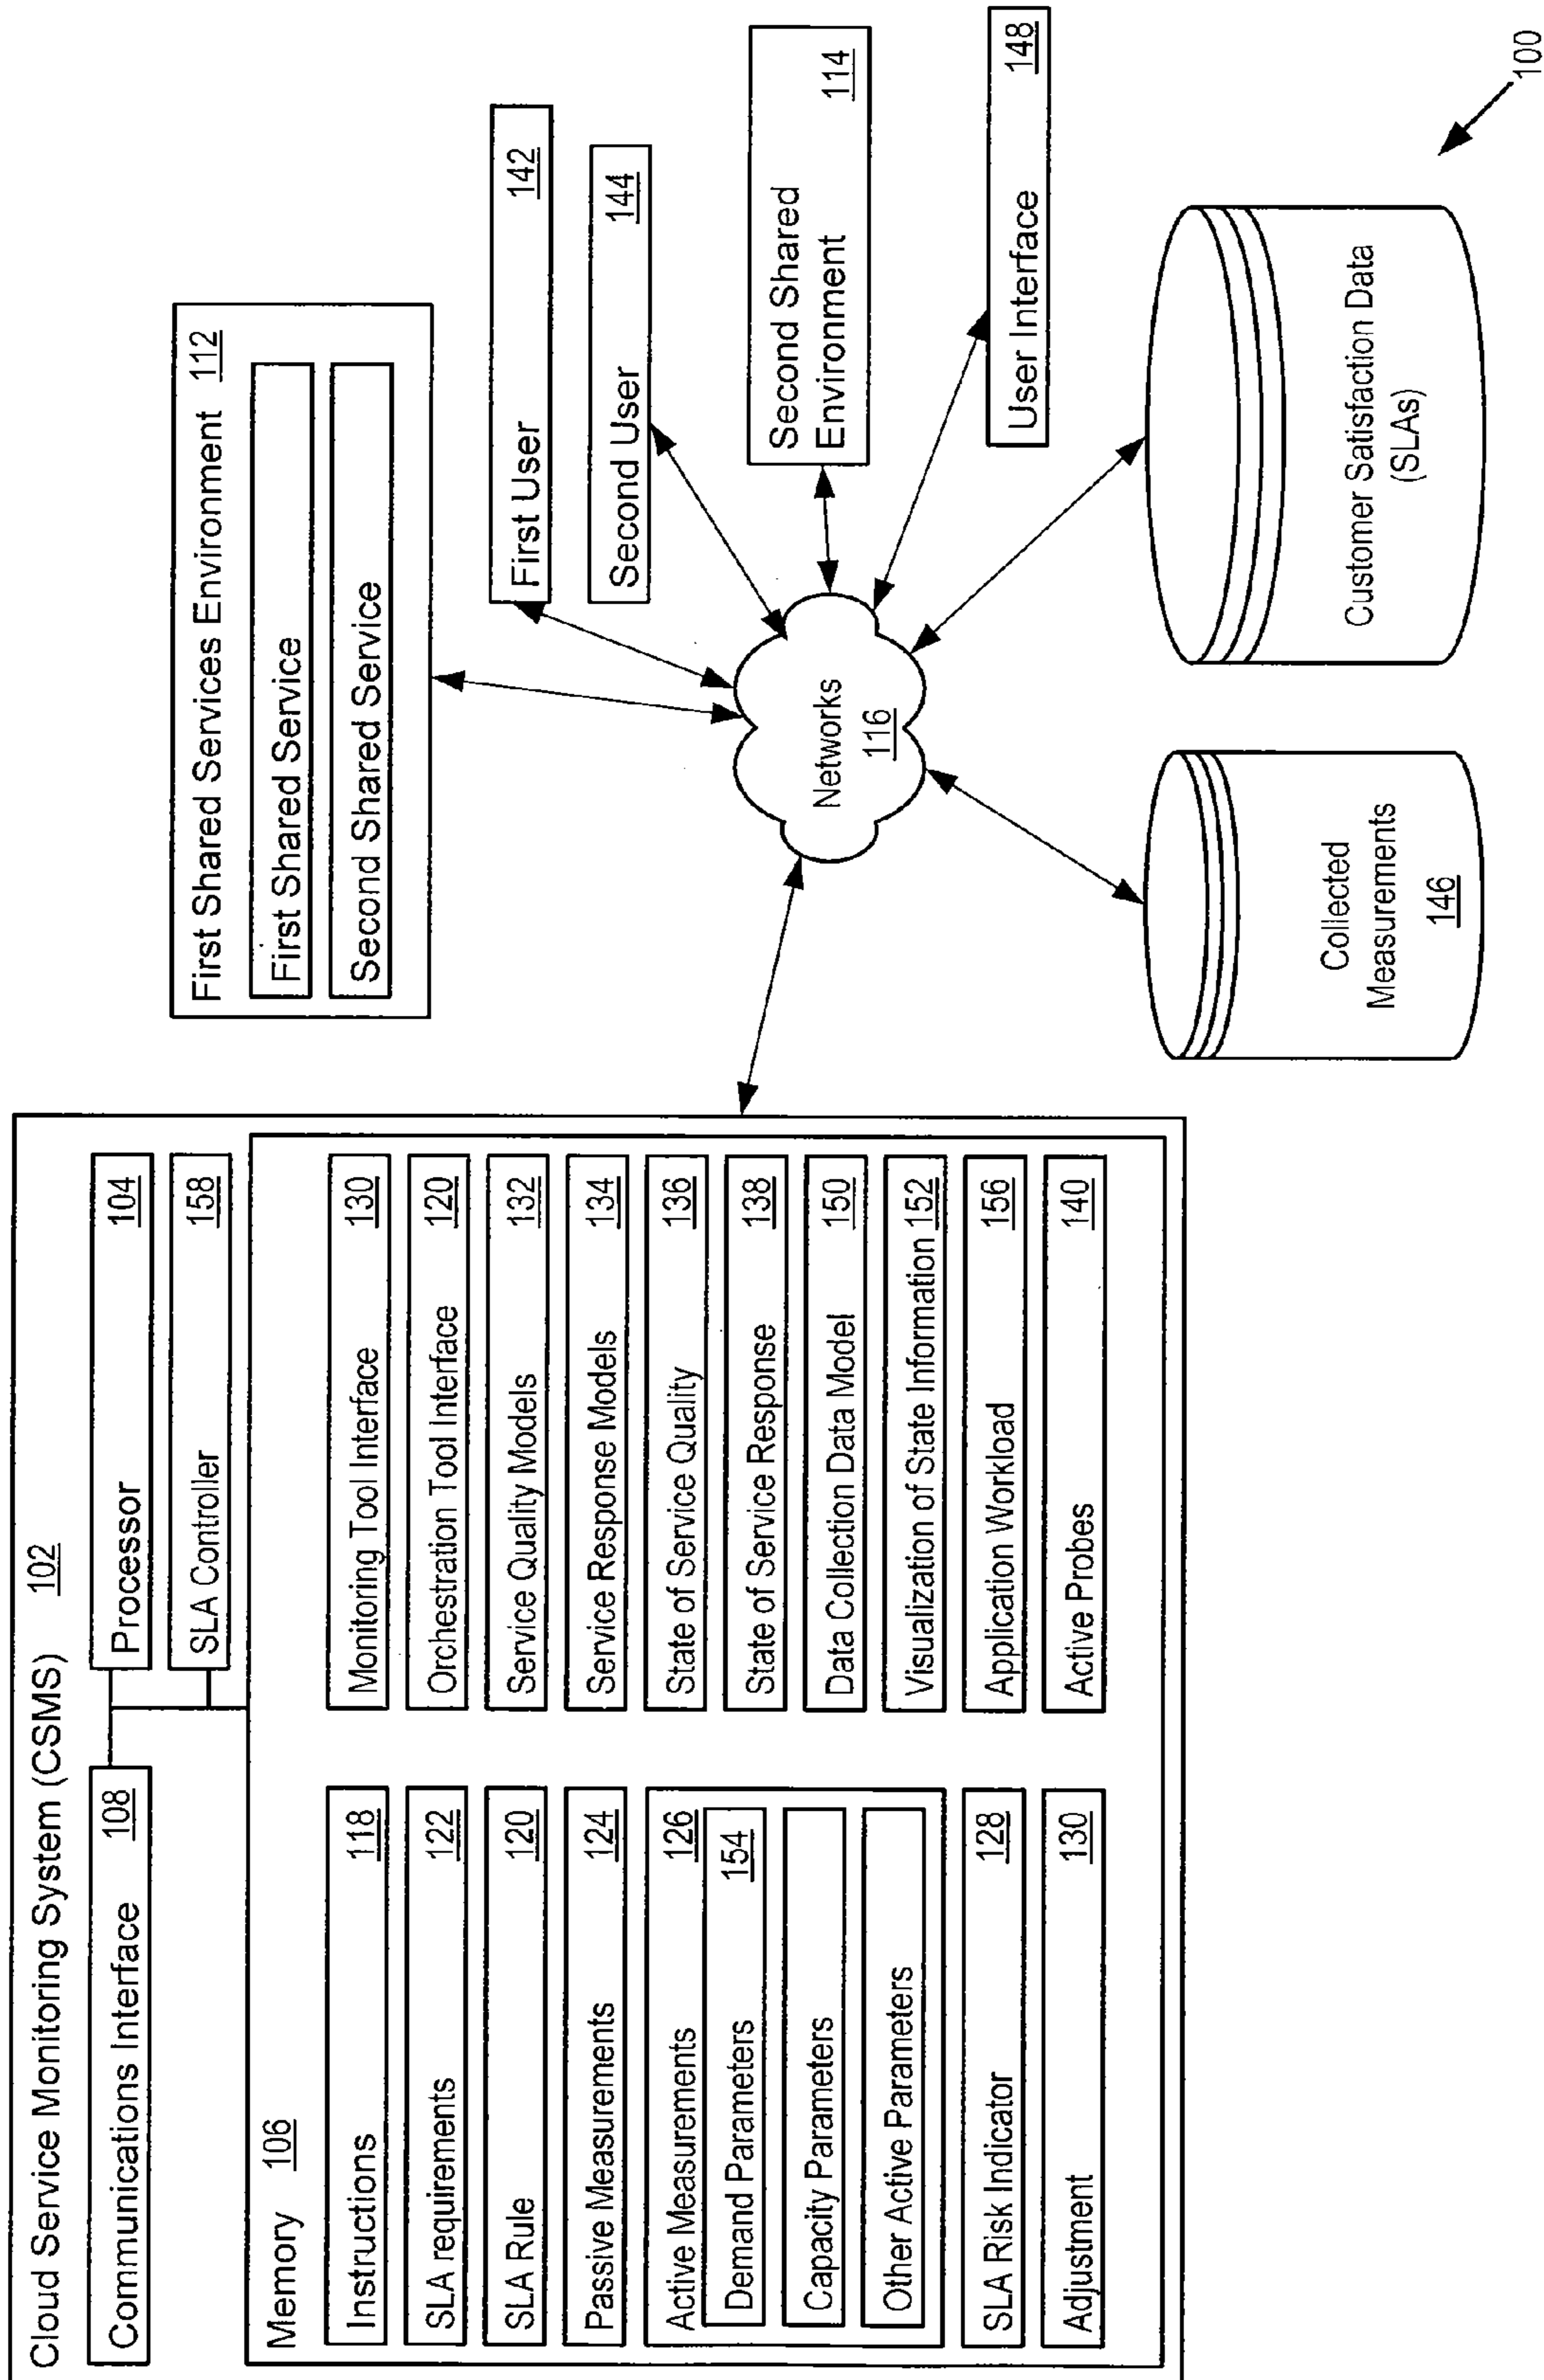 Cloud Service Monitoring System (CSMS) 102
Communications Interface 108
Processor 104
SLA Controller 158
Memory 106
Instructions 118
SLA requirements 122
SLA Rule 120
Passive Measurements 124
Active Measurements 126
Demand Parameters 154
Capacity Parameters
Other Active Parameters
SLA Risk Indicator 128
Adjustment 130
Monitoring Tool Interface 130
Orchestration Tool Interface 120
Service Quality Models 132
Service Response Models 134
State of Service Quality 136
State of Service Response 138
Data Collection Data Model 150
Visualization of State Information 152
Application Workload 156
Active Probes 140
First Shared Services Environment 112
First Shared Service
Second Shared Service
First User 142
Second User 144
Second Shared
Environment 114
User Interface 148
Networks
116
Collected
Measurements
146
Customer Satisfaction Data
(SLAs)
100